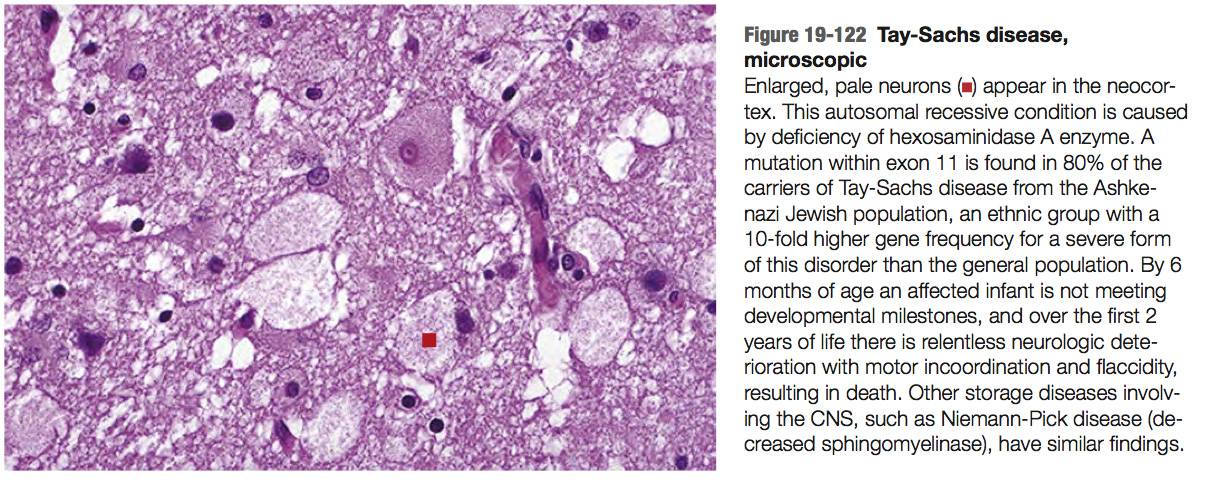 Figure 19-122 Tay-Sachs disease,
microscopic
Enlarged, pale neurons (■) appear in the neocor-
tex. This autosomal recessive condition is caused
by deficiency of hexosaminidase A enzyme. A
mutation within exon 11 is found in 80% of the
carriers of Tay-Sachs disease from the Ashke-
nazi Jewish population, an ethnic group with a
10-fold higher gene frequency for a severe form
of this disorder than the general population. By 6
months of age an affected infant is not meeting
developmental milestones, and over the first 2
years of life there is relentless neurologic dete-
rioration with motor incoordination and flaccidity,
resulting in death. Other storage diseases involv-
ing the CNS, such as Niemann-Pick disease (de-
creased sphingomyelinase), have similar findings.